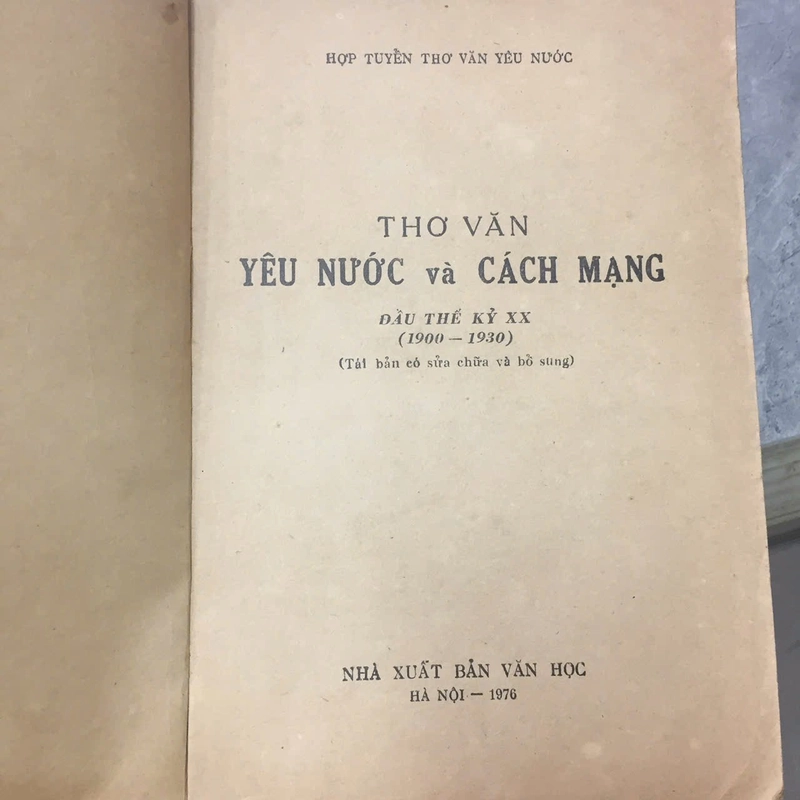 HỢP TUYỂN THƠ VĂN YÊU NƯỚC
THƠ VĂN
YÊU NƯỚC và CÁCH MẠNG
ĐẦU THẾ KỶ XX
(1900 — 1930)
(Tái bản có sửa chữa và bổ sung)
NHÀ XUẤT BẢN VĂN HỌC
HÀ NỘI — 1976